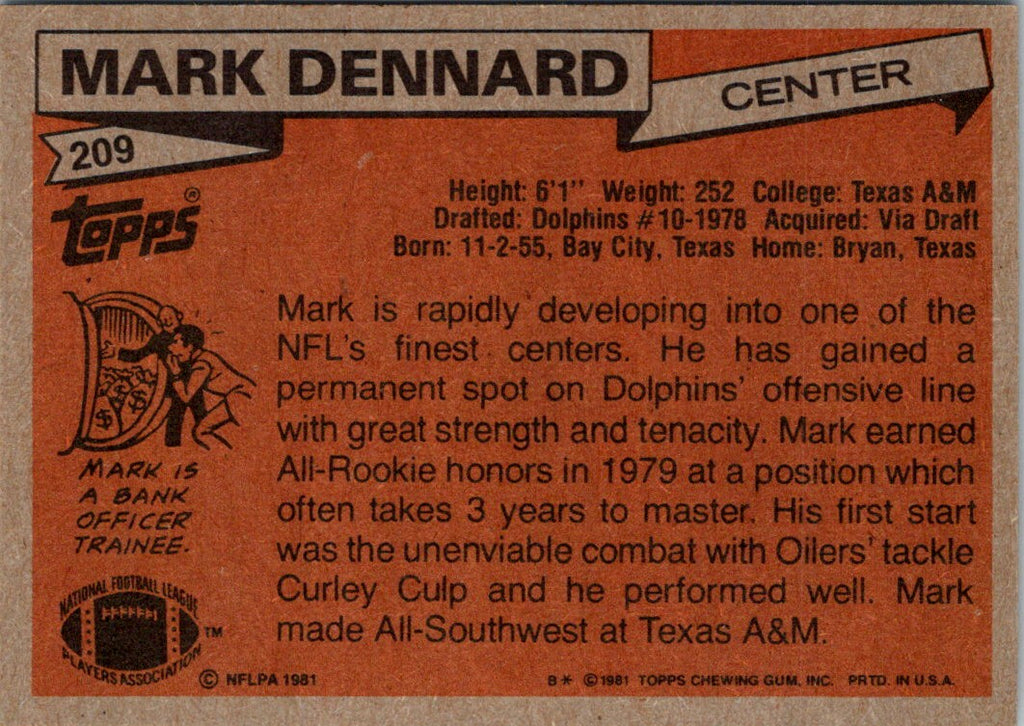 MARK DENNARD
CENTER
209
Topps®
Height: 6'1" Weight: 252 College: Texas A&M
Drafted: Dolphins #10-1978 Acquired: Via Draft
Born: 11-2-55, Bay City, Texas Home: Bryan, Texas
Mark is rapidly developing into one of the
NFL's finest centers. He has gained a
permanent spot on Dolphins' offensive line
with great strength and tenacity. Mark earned
All-Rookie honors in 1979 at a position which
often takes 3 years to master. His first start
was the unenviable combat with Oilers' tackle
Curley Culp and he performed well. Mark
made All-Southwest at Texas A&M.
$ $ $
MARK IS
A BANK
OFFICER
TRAINEE.
NATIONAL FOOTBALL LEAGUE
PLAYERS ASSOCIATION
™
© NFLPA 1981
B* © 1981 TOPPS CHEWING GUM, INC. PRTD. IN U.S.A.